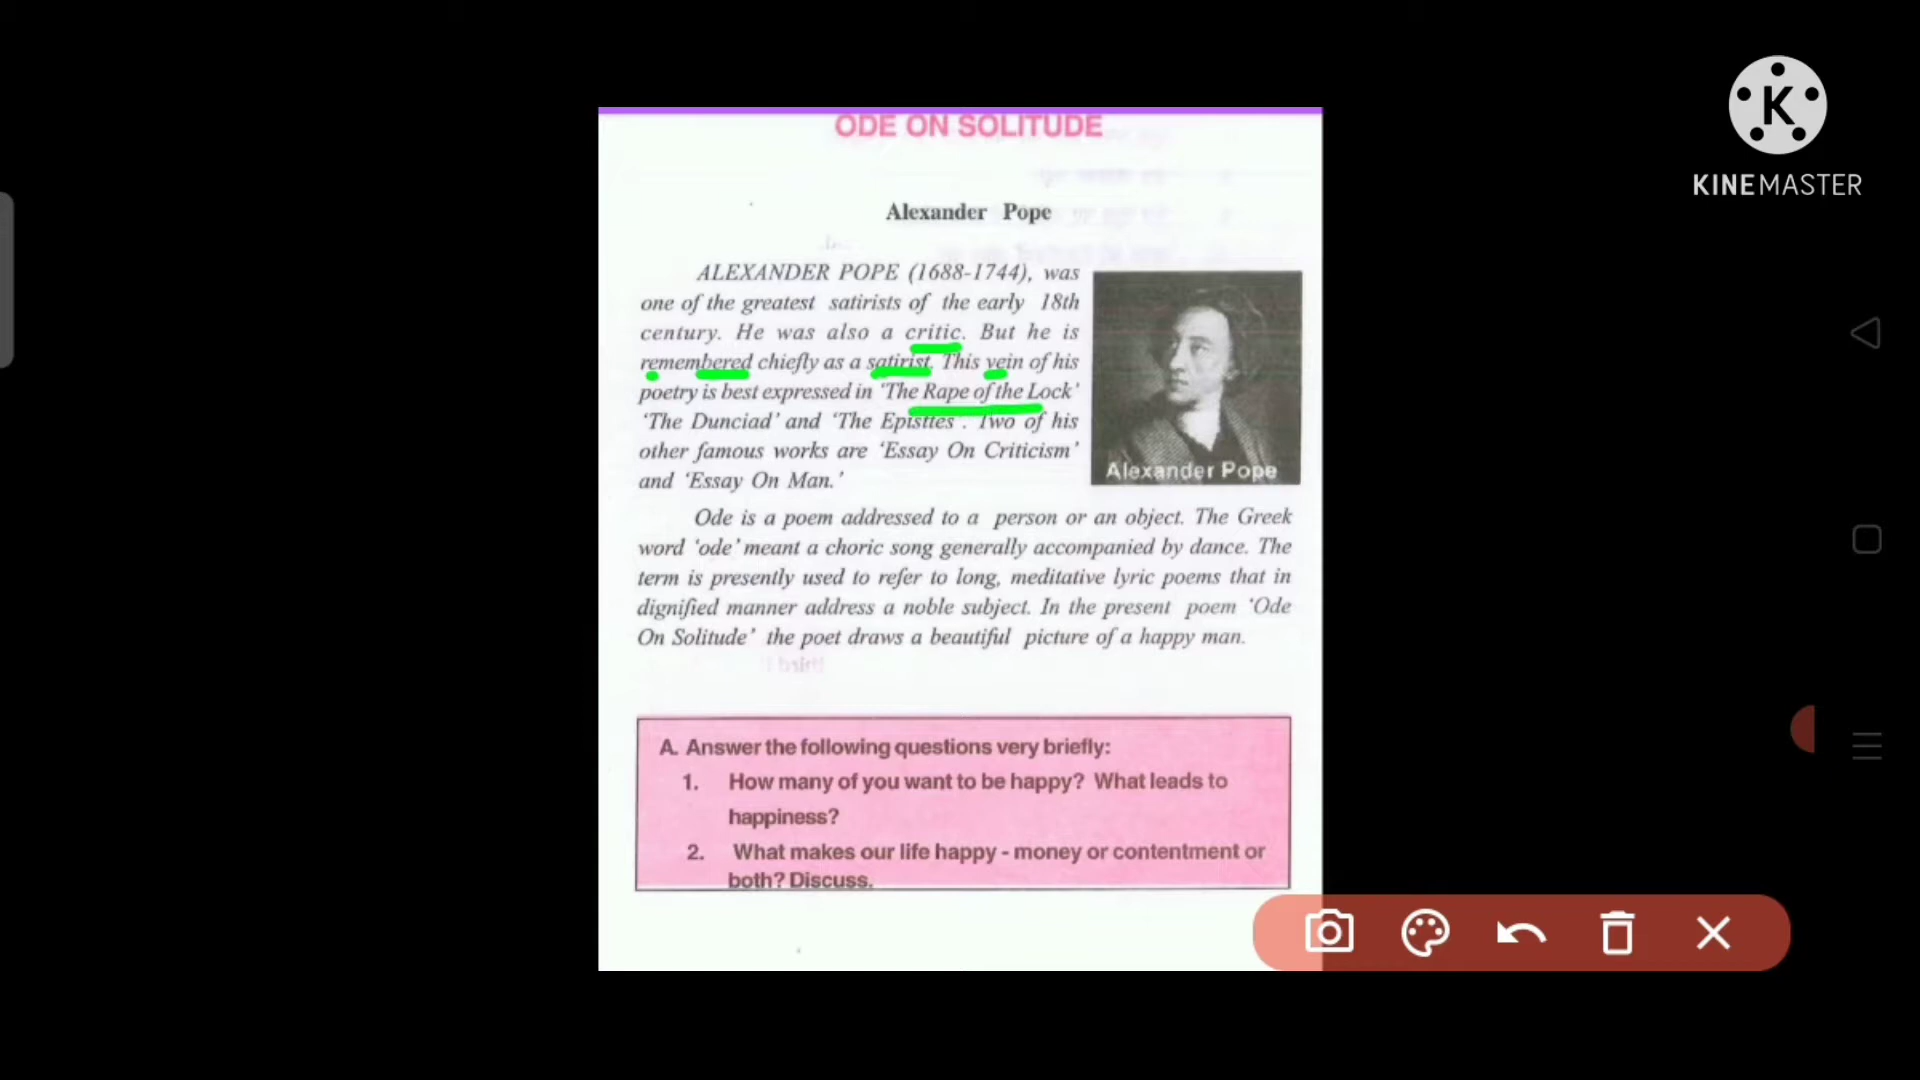 ODE ON SOLITUDE
KINEMASTER
Alexander Pope
ALEXANDER POPE (1688-1744), was
one of the greatest satirists of the early 18th
century. He was also a critic. But he is
remembered chiefly as a satirist. This vein of his
poetry is best expressed in 'The Rape of the Lock'
'The Dunciad' and 'The Episttes'. Two of his
other famous works are 'Essay On Criticism'
and 'Essay On Man.'
Alexander Pope
Ode is a poem addressed to a person or an object. The Greek
word 'ode' meant a choric song generally accompanied by dance. The
term is presently used to refer to long, meditative lyric poems that in
dignified manner address a noble subject. In the present poem 'Ode
On Solitude' the poet draws a beautiful picture of a happy man.
A. Answer the following questions very briefly:
1. How many of you want to be happy? What leads to
happiness?
2. What makes our life happy - money or contentment or
both? Discuss.